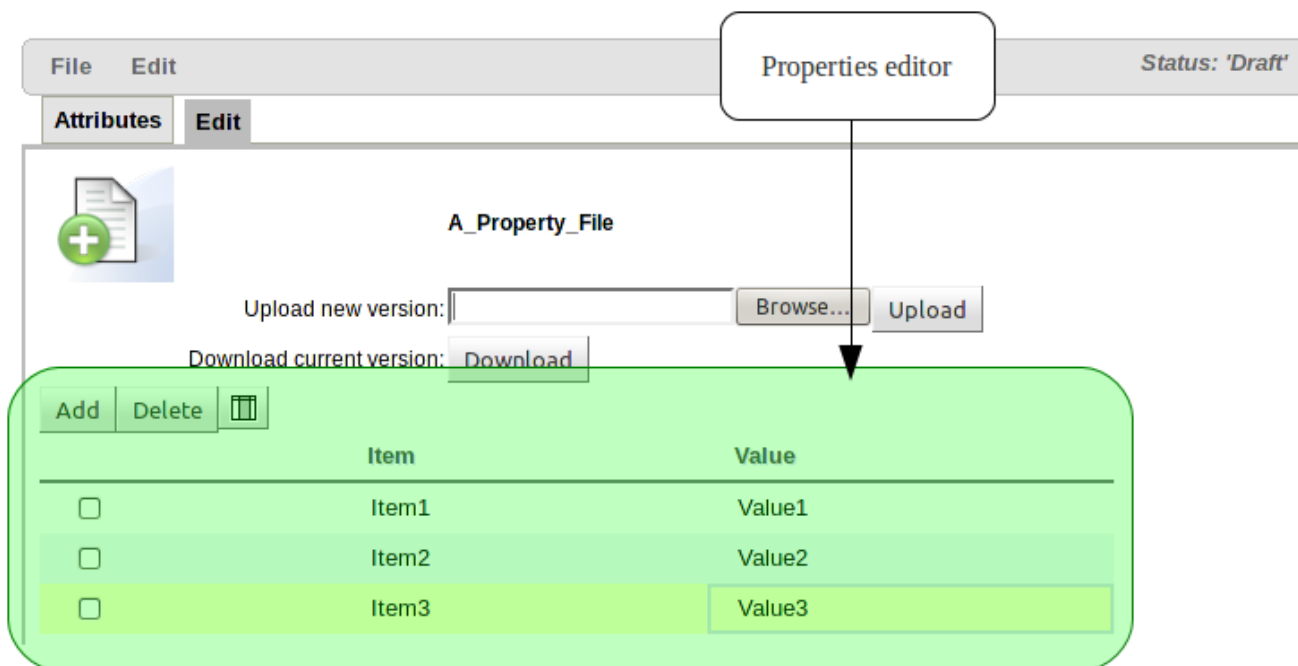 File Edit
Properties editor
Status: 'Draft'
Attributes Edit
A_Property_File
Upload new version: Browse... Upload
Download current version: Download
Add Delete
Item Value
Item1 Value1
Item2 Value2
Item3 Value3